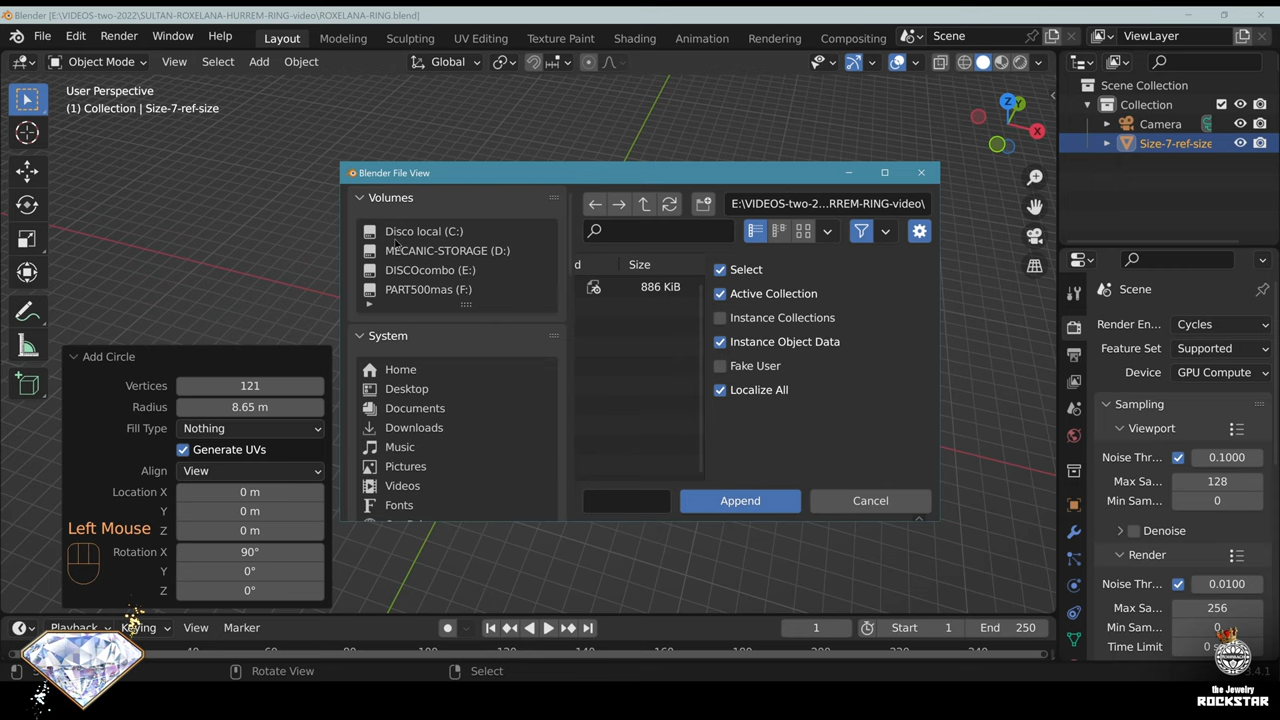 Blender [E:\VIDEOS-two-2022\SULTAN-ROXELANA-HURREM-RING-video\ROXELANA-RING.blend]
File Edit Render Window Help Layout Modeling Sculpting UV Editing Texture Paint Shading Animation Rendering Compositing Scene ViewLayer
Object Mode View Select Add Object Global
User Perspective
(1) Collection | Size-7-ref-size
Z
Y
X
Scene Collection
Collection
Camera
Size-7-ref-size
Blender File View
Volumes
Disco local (C:)
MECANIC-STORAGE (D:)
DISCOcombo (E:)
PART500mas (F:)
System
Home
Desktop
Documents
Downloads
Music
Pictures
Videos
Fonts
E:\VIDEOS-two-2...RREM-RING-video\
d Size
886 KiB
Select
Active Collection
Instance Collections
Instance Object Data
Fake User
Localize All
Append Cancel
Add Circle
Vertices 121
Radius 8.65 m
Fill Type Nothing
Generate UVs
Align View
Location X 0 m
Y 0 m
Z 0 m
Rotation X 90°
Y 0°
Z 0°
Left Mouse
Scene
Render En... Cycles
Feature Set Supported
Device GPU Compute
Sampling
Viewport
Noise Thr... 0.1000
Max Sa... 128
Min Sam... 0
Denoise
Render
Noise Thr... 0.0100
Max Sa... 256
Min Sam...
Time Limit
Playback Keying View Marker 1 Start 1 End 250
Rotate View Select
the Jewelry
ROCKSTAR